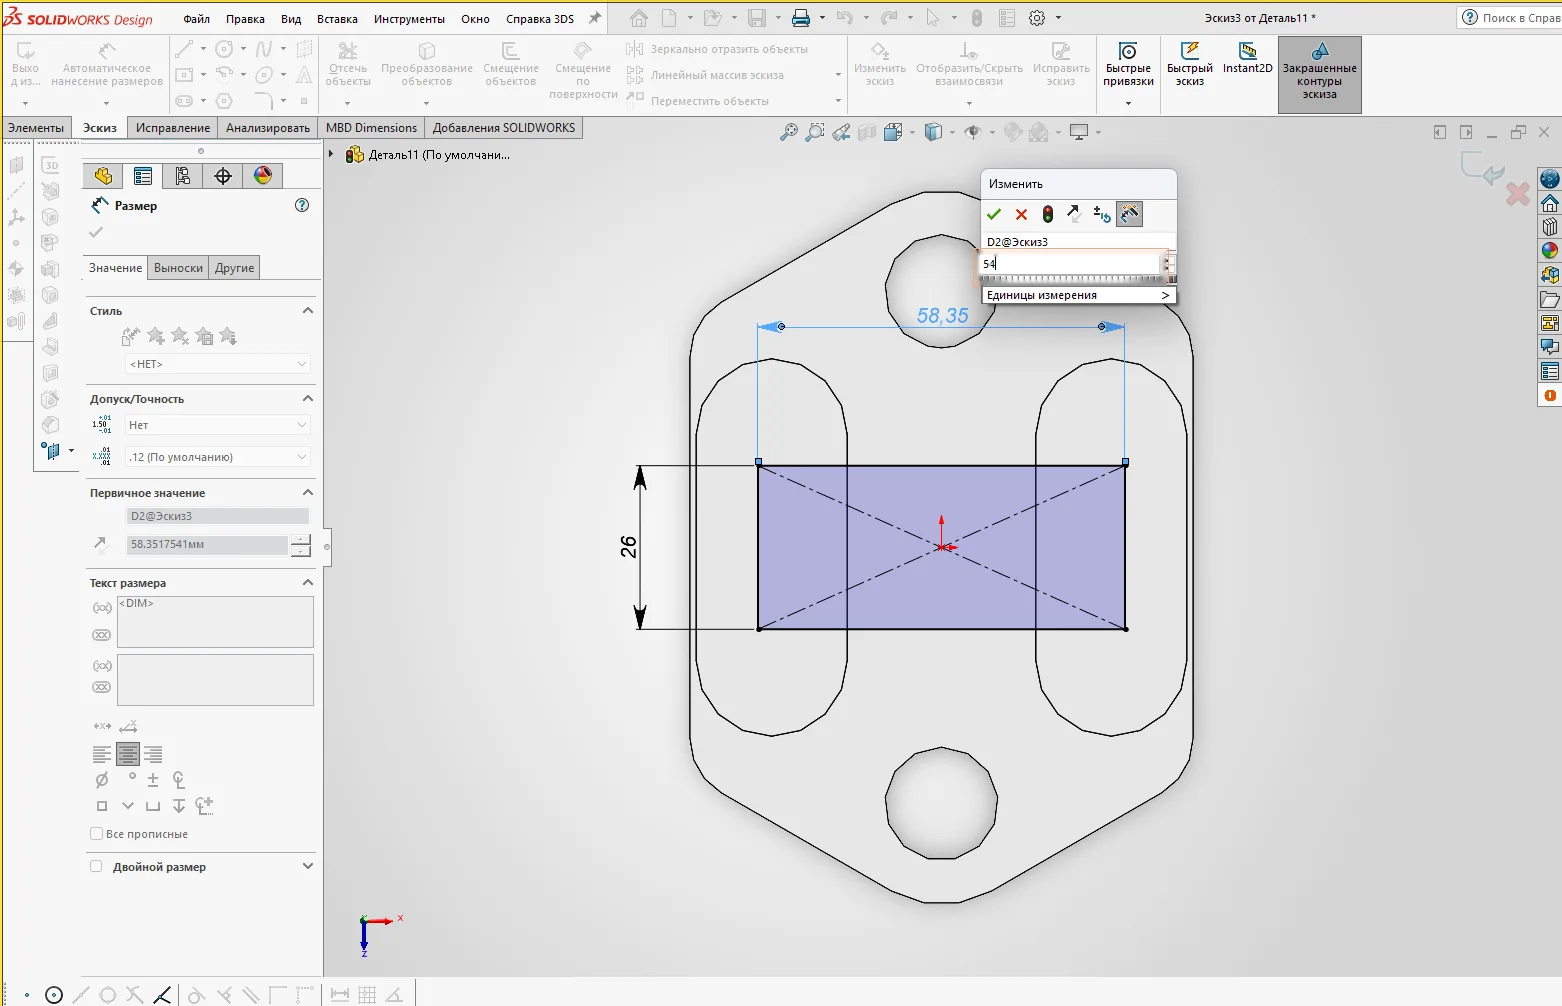 SOLIDWORKS Design
Файл Правка Вид Вставка Инструменты Окно Справка 3DS
Эскиз3 от Деталь11 *
Поиск в Справ
Выхо
д из...
Автоматическое
нанесение размеров
Отсечь
объекты
Преобразование
объектов
Смещение
объектов
Смещение
по
поверхности
Зеркально отразить объекты
Линейный массив эскиза
Переместить объекты
Изменить
эскиз
Отобразить/Скрыть
взаимосвязи
Исправить
эскиз
Быстрые
привязки
Быстрый
эскиз
Instant2D
Закрашенные
контуры
эскиза
Элементы Эскиз Исправление Анализировать MBD Dimensions Добавления SOLIDWORKS
Деталь11 (По умолчани...
Размер
Значение Выноски Другие
Стиль
<НЕТ>
Допуск/Точность
Нет
.12 (По умолчанию)
Первичное значение
D2@Эскиз3
58.3517541мм
Текст размера
<DIM>
Все прописные
Двойной размер
Изменить
D2@Эскиз3
54
Единицы измерения >
58,35
26
x
z